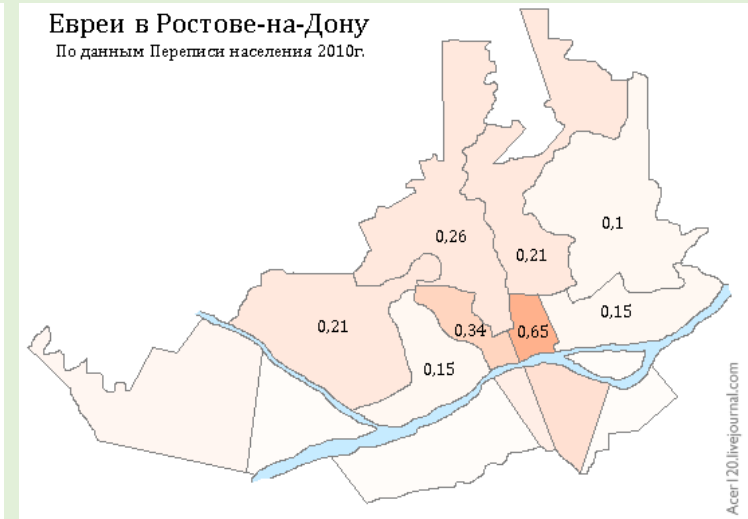 Евреи в Ростове-на-Дону
По данным Переписи населения 2010г.
0,1
0,26
0,21
0,15
0,21
0,34
0,65
0,15
Acer120.livejournal.com